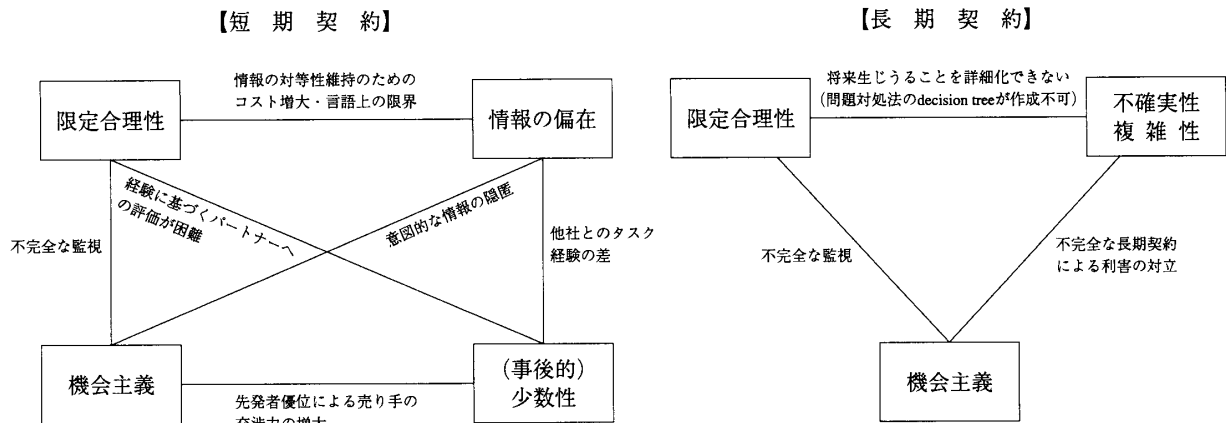 【短期契約】
情報の対等性維持のための
コスト増大・言語上の限界
限定合理性
情報の偏在
経験に基づくパートナーへ
の評価が困難
意図的な情報の隠匿
不完全な監視
他社とのタスク
経験の差
機会主義
(事後的)
少数性
先発者優位による売り手の
交渉力の増大
【長期契約】
将来生じうることを詳細化できない
(問題対処法のdecision treeが作成不可)
限定合理性
不確実性
複雑性
不完全な監視
不完全な長期契約
による利害の対立
機会主義